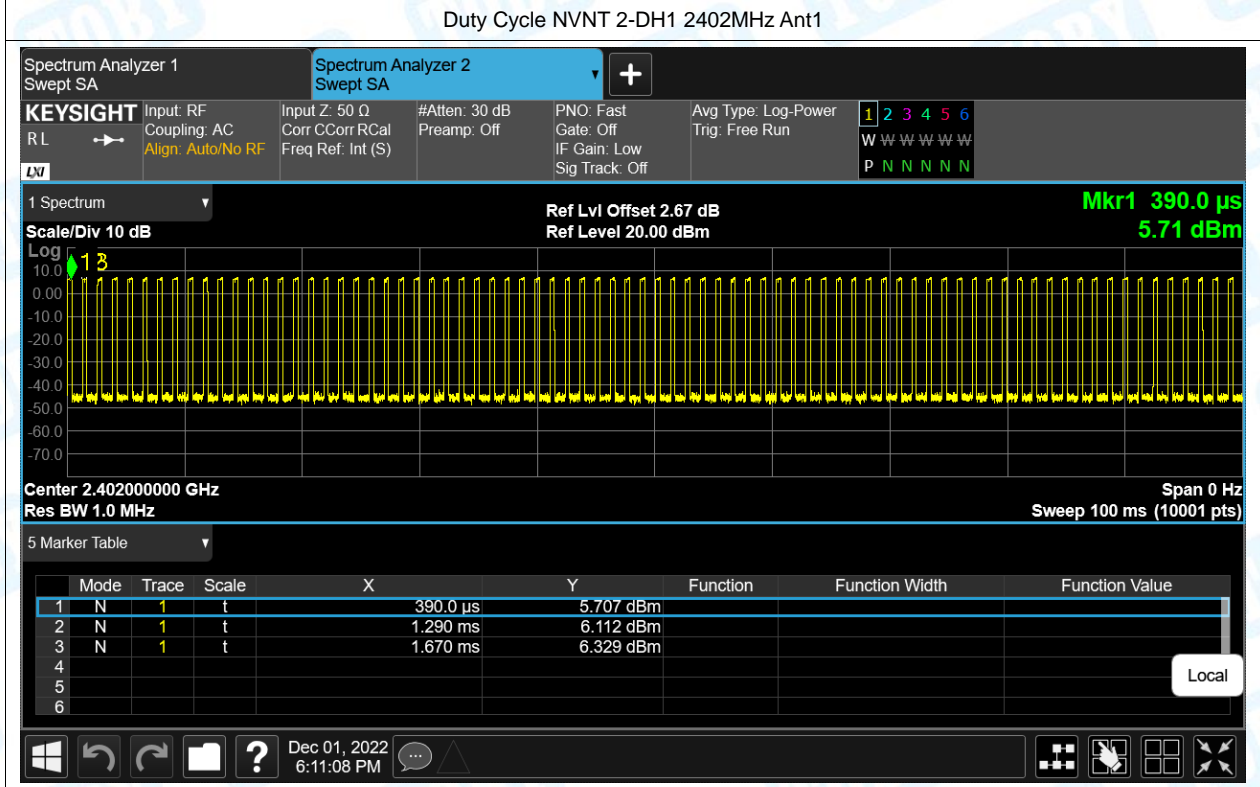 Duty Cycle NVNT 2-DH1 2402MHz Ant1
Spectrum Analyzer 1
Swept SA
Spectrum Analyzer 2
Swept SA
KEYSIGHT
R L
LXI
Input: RF
Coupling: AC
Align: Auto/No RF
Input Z: 50 Ω
Corr CCorr RCal
Freq Ref: Int (S)
#Atten: 30 dB
Preamp: Off
PNO: Fast
Gate: Off
IF Gain: Low
Sig Track: Off
Avg Type: Log-Power
Trig: Free Run
1 2 3 4 5 6
W W W W W W
P N N N N N
1 Spectrum
Scale/Div 10 dB
Ref Lvl Offset 2.67 dB
Ref Level 20.00 dBm
Mkr1 390.0 µs
5.71 dBm
Log
10.0
0.00
-10.0
-20.0
-30.0
-40.0
-50.0
-60.0
-70.0
1 3
Center 2.402000000 GHz
Res BW 1.0 MHz
Span 0 Hz
Sweep 100 ms (10001 pts)
5 Marker Table
Mode Trace Scale X Y Function Function Width Function Value
1 N 1 t 390.0 µs 5.707 dBm
2 N 1 t 1.290 ms 6.112 dBm
3 N 1 t 1.670 ms 6.329 dBm
4
5
6
Local
?
Dec 01, 2022
6:11:08 PM